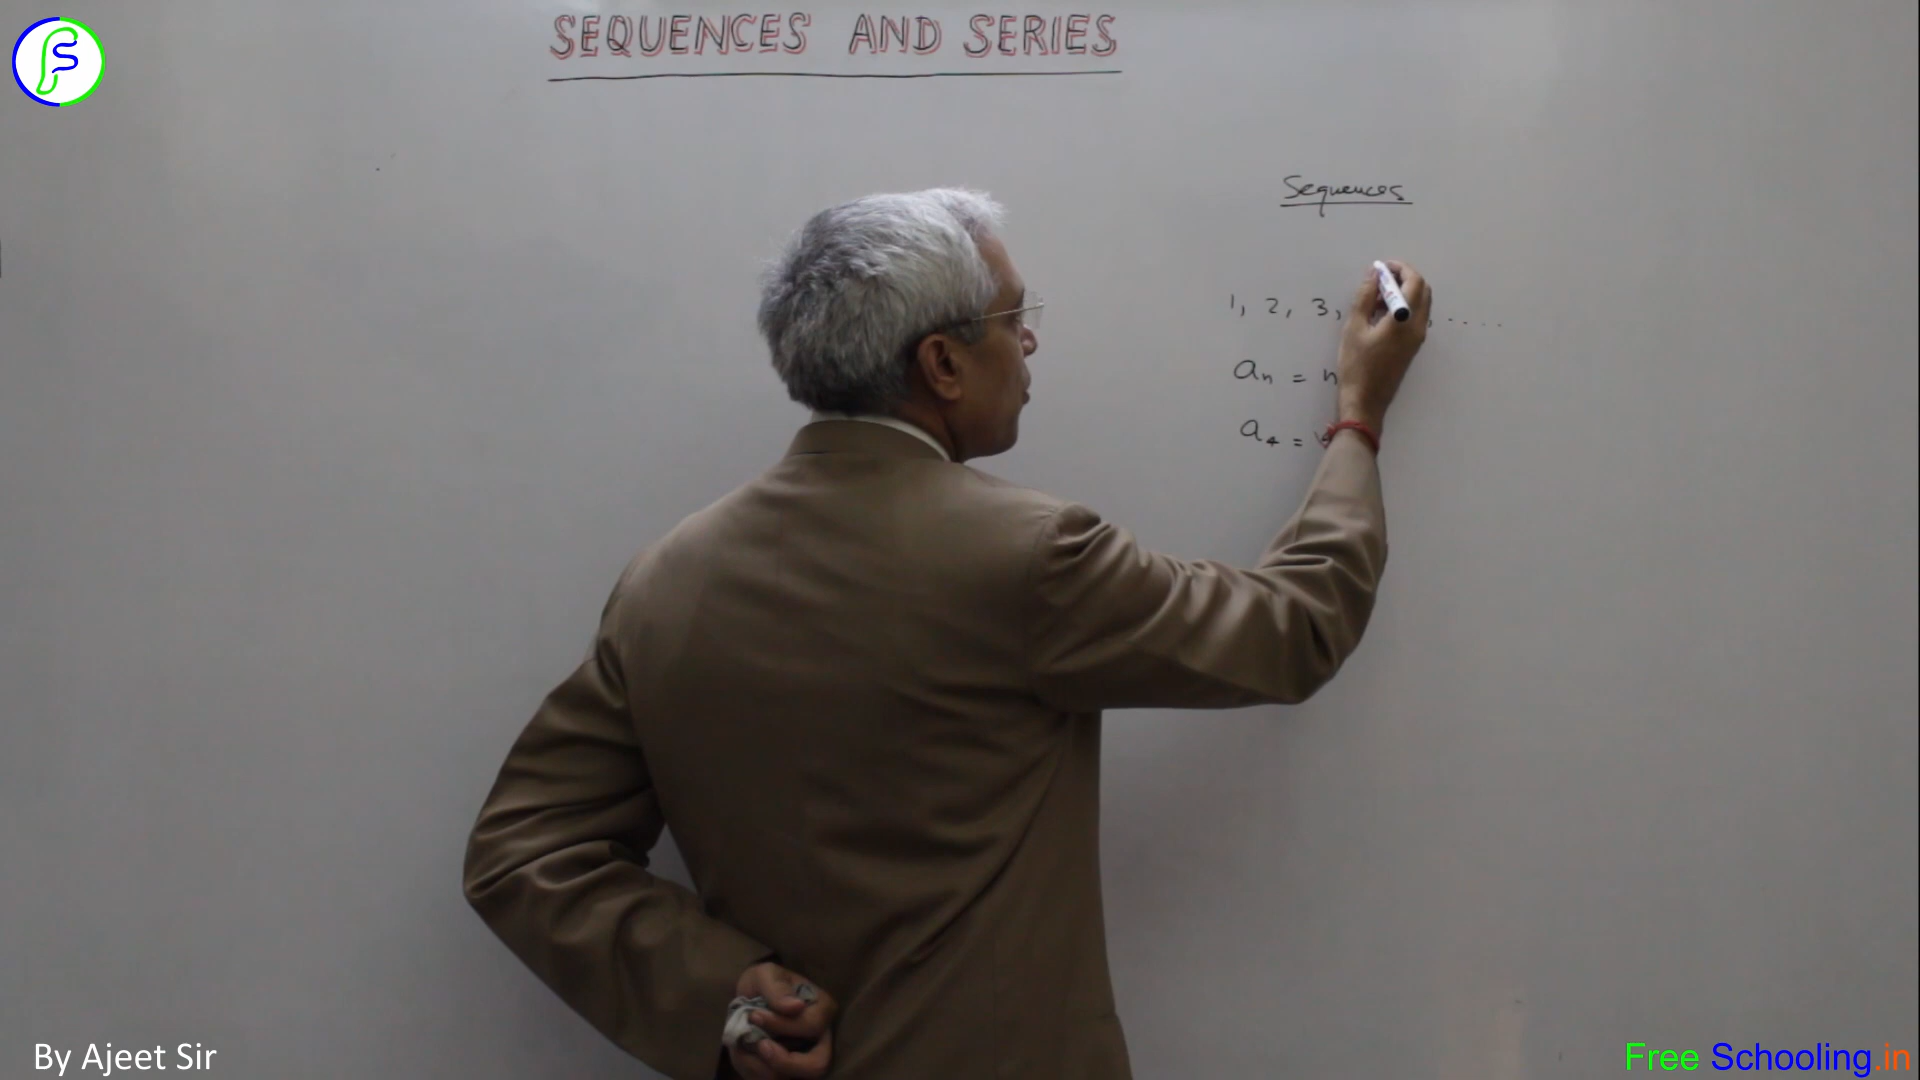 SEQUENCES AND SERIES
Sequences
1, 2, 3, , ....
an = n
a4 =
By Ajeet Sir
Free Schooling.in